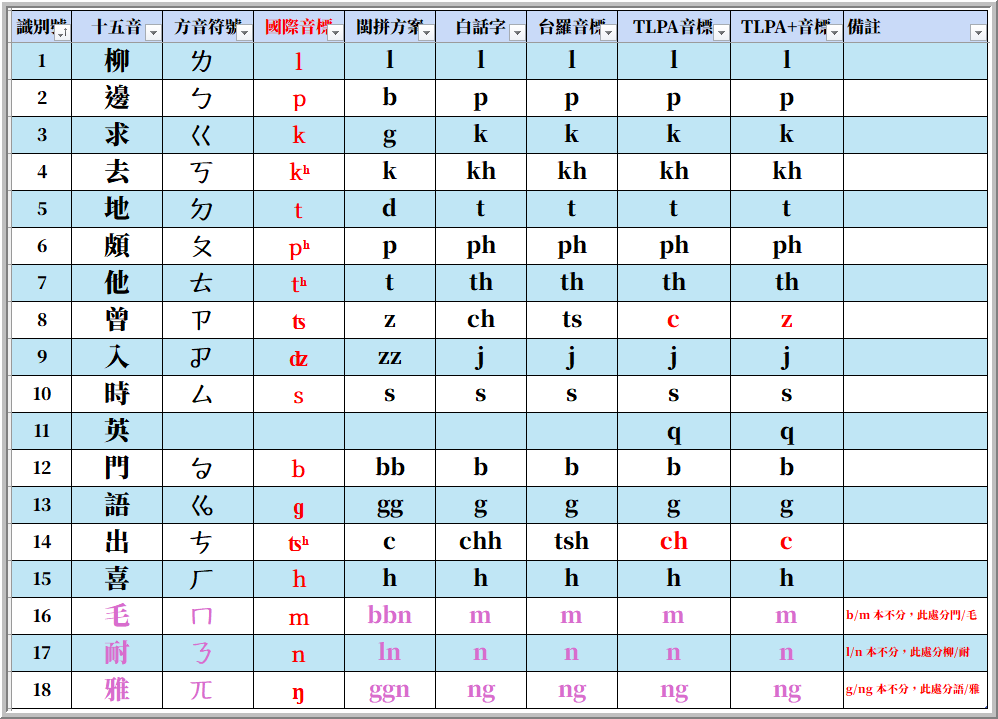 識別號 十五音 方音符號 國際音標 閩拼方案 白話字 台羅音標 TLPA音標 TLPA+音標 備註
1 柳 ㄌ l l l l l l
2 邊 ㄅ p b p p p p
3 求 ㄍ k g k k k k
4 去 ㄎ kʰ k kh kh kh kh
5 地 ㄉ t d t t t t
6 頗 ㄆ pʰ p ph ph ph ph
7 他 ㄊ tʰ t th th th th
8 曾 ㄗ ʦ z ch ts c z
9 入 ㆡ ʣ zz j j j j
10 時 ㄙ s s s s s s
11 英 q q
12 門 ㆠ b bb b b b b
13 語 ㆣ ɡ gg g g g g
14 出 ㄘ ʦʰ c chh tsh ch c
15 喜 ㄏ h h h h h h
16 毛 ㄇ m bbn m m m m b/m 本不分，此處分門/毛
17 耐 ㄋ n ln n n n n l/n 本不分，此處分柳/耐
18 雅 ㄫ ŋ ggn ng ng ng ng g/ng 本不分，此處分語/雅